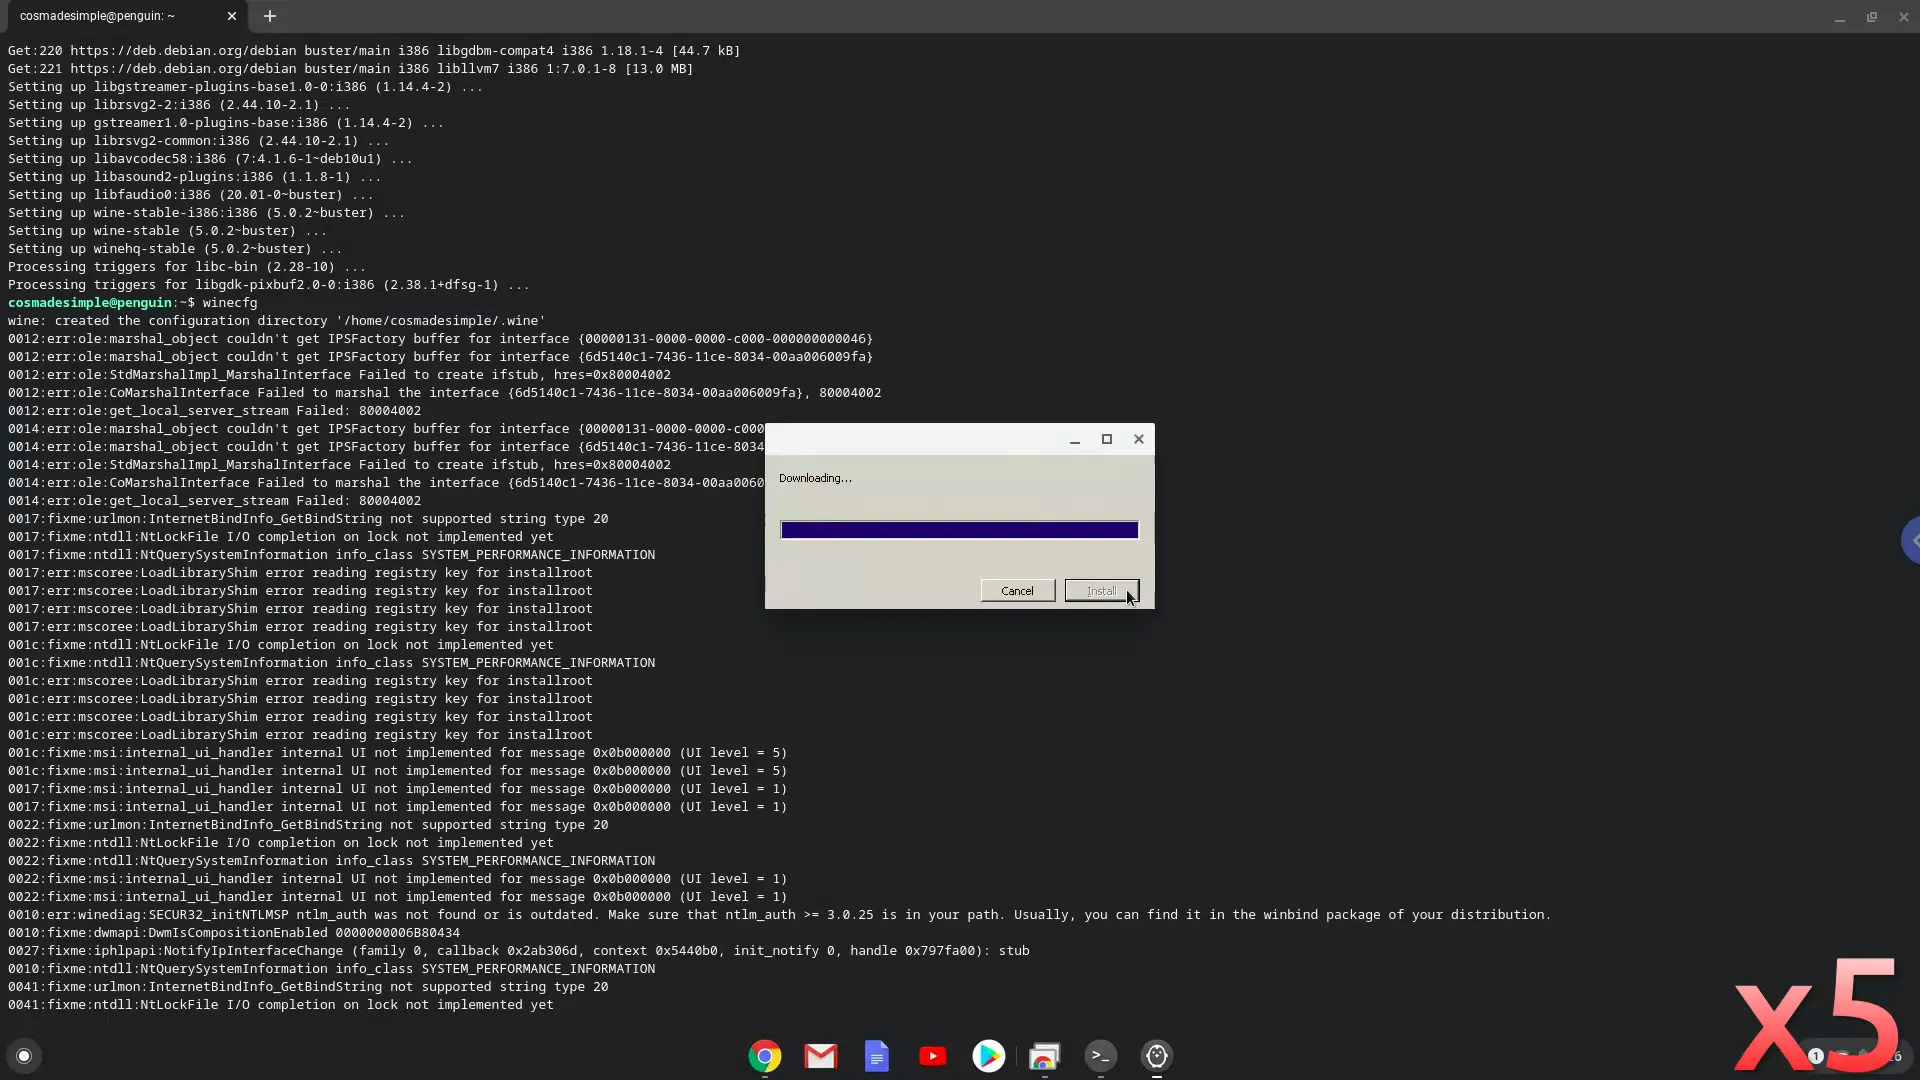 cosmadesimple@penguin: ~
Get:220 https://deb.debian.org/debian buster/main i386 libgdbm-compat4 i386 1.18.1-4 [44.7 kB]
Get:221 https://deb.debian.org/debian buster/main i386 libllvm7 i386 1:7.0.1-8 [13.0 MB]
Setting up libgstreamer-plugins-base1.0-0:i386 (1.14.4-2) ...
Setting up librsvg2-2:i386 (2.44.10-2.1) ...
Setting up gstreamer1.0-plugins-base:i386 (1.14.4-2) ...
Setting up librsvg2-common:i386 (2.44.10-2.1) ...
Setting up libavcodec58:i386 (7:4.1.6-1~deb10u1) ...
Setting up libasound2-plugins:i386 (1.1.8-1) ...
Setting up libfaudio0:i386 (20.01-0~buster) ...
Setting up wine-stable-i386:i386 (5.0.2~buster) ...
Setting up wine-stable (5.0.2~buster) ...
Setting up winehq-stable (5.0.2~buster) ...
Processing triggers for libc-bin (2.28-10) ...
Processing triggers for libgdk-pixbuf2.0-0:i386 (2.38.1+dfsg-1) ...
cosmadesimple@penguin:~$ winecfg
wine: created the configuration directory '/home/cosmadesimple/.wine'
0012:err:ole:marshal_object couldn't get IPSFactory buffer for interface {00000131-0000-0000-c000-000000000046}
0012:err:ole:marshal_object couldn't get IPSFactory buffer for interface {6d5140c1-7436-11ce-8034-00aa006009fa}
0012:err:ole:StdMarshalImpl_MarshalInterface Failed to create ifstub, hres=0x80004002
0012:err:ole:CoMarshalInterface Failed to marshal the interface {6d5140c1-7436-11ce-8034-00aa006009fa}, 80004002
0012:err:ole:get_local_server_stream Failed: 80004002
0014:err:ole:marshal_object couldn't get IPSFactory buffer for interface {00000131-0000-0000-c000
0014:err:ole:marshal_object couldn't get IPSFactory buffer for interface {6d5140c1-7436-11ce-8034
0014:err:ole:StdMarshalImpl_MarshalInterface Failed to create ifstub, hres=0x80004002
0014:err:ole:CoMarshalInterface Failed to marshal the interface {6d5140c1-7436-11ce-8034-00aa0060
0014:err:ole:get_local_server_stream Failed: 80004002
0017:fixme:urlmon:InternetBindInfo_GetBindString not supported string type 20
0017:fixme:ntdll:NtLockFile I/O completion on lock not implemented yet
0017:fixme:ntdll:NtQuerySystemInformation info_class SYSTEM_PERFORMANCE_INFORMATION
0017:err:mscoree:LoadLibraryShim error reading registry key for installroot
0017:err:mscoree:LoadLibraryShim error reading registry key for installroot
0017:err:mscoree:LoadLibraryShim error reading registry key for installroot
0017:err:mscoree:LoadLibraryShim error reading registry key for installroot
001c:fixme:ntdll:NtLockFile I/O completion on lock not implemented yet
001c:fixme:ntdll:NtQuerySystemInformation info_class SYSTEM_PERFORMANCE_INFORMATION
001c:err:mscoree:LoadLibraryShim error reading registry key for installroot
001c:err:mscoree:LoadLibraryShim error reading registry key for installroot
001c:err:mscoree:LoadLibraryShim error reading registry key for installroot
001c:err:mscoree:LoadLibraryShim error reading registry key for installroot
001c:fixme:msi:internal_ui_handler internal UI not implemented for message 0x0b000000 (UI level = 5)
001c:fixme:msi:internal_ui_handler internal UI not implemented for message 0x0b000000 (UI level = 5)
0017:fixme:msi:internal_ui_handler internal UI not implemented for message 0x0b000000 (UI level = 1)
0017:fixme:msi:internal_ui_handler internal UI not implemented for message 0x0b000000 (UI level = 1)
0022:fixme:urlmon:InternetBindInfo_GetBindString not supported string type 20
0022:fixme:ntdll:NtLockFile I/O completion on lock not implemented yet
0022:fixme:ntdll:NtQuerySystemInformation info_class SYSTEM_PERFORMANCE_INFORMATION
0022:fixme:msi:internal_ui_handler internal UI not implemented for message 0x0b000000 (UI level = 1)
0022:fixme:msi:internal_ui_handler internal UI not implemented for message 0x0b000000 (UI level = 1)
0010:err:winediag:SECUR32_initNTLMSP ntlm_auth was not found or is outdated. Make sure that ntlm_auth >= 3.0.25 is in your path. Usually, you can find it in the winbind package of your distribution.
0010:fixme:dwmapi:DwmIsCompositionEnabled 0000000006B80434
0027:fixme:iphlpapi:NotifyIpInterfaceChange (family 0, callback 0x2ab306d, context 0x5440b0, init_notify 0, handle 0x797fa00): stub
0010:fixme:ntdll:NtQuerySystemInformation info_class SYSTEM_PERFORMANCE_INFORMATION
0041:fixme:urlmon:InternetBindInfo_GetBindString not supported string type 20
0041:fixme:ntdll:NtLockFile I/O completion on lock not implemented yet
Downloading...
Cancel Install
x5
1